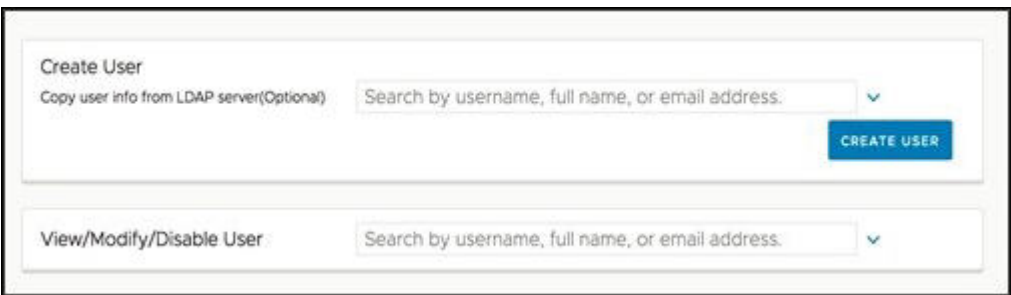 Create User
Copy user info from LDAP server(Optional)
Search by username, full name, or email address.
CREATE USER
View/Modify/Disable User
Search by username, full name, or email address.